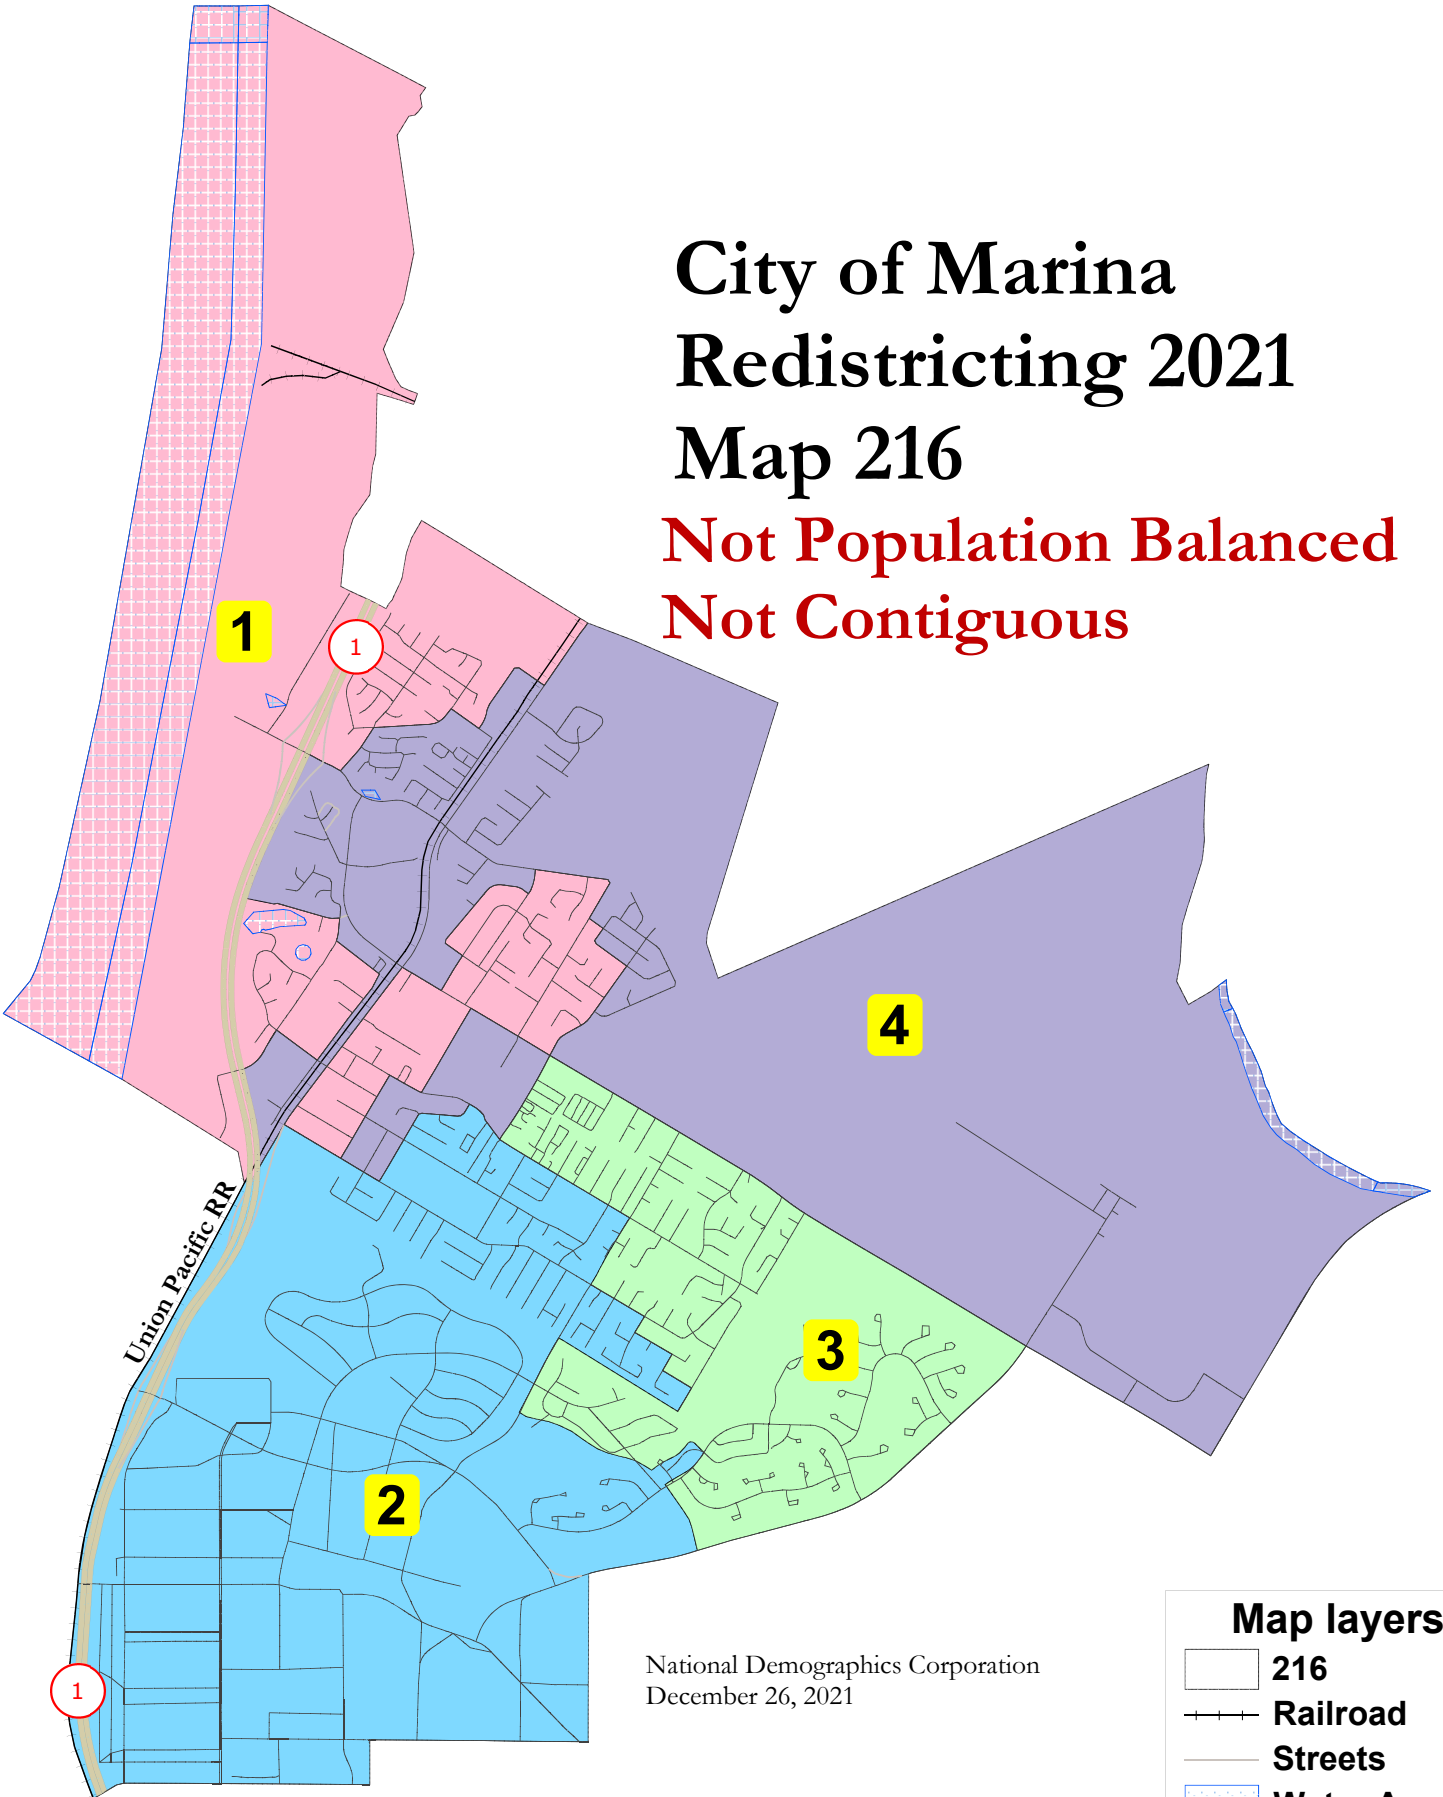 City of Marina
Redistricting 2021
Map 216
Not Population Balanced
Not Contiguous
1
1
4
Union Pacific RR
3
2
1
National Demographics Corporation
December 26, 2021
Map layers
216
Railroad
Streets